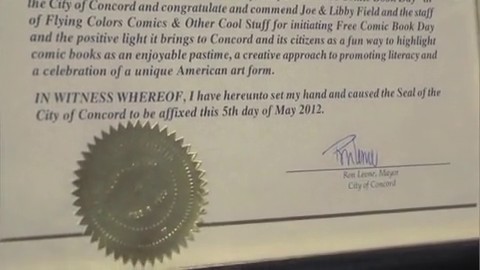 the City of Concord and congratulate and commend Joe & Libby Field and the staff
of Flying Colors Comics & Other Cool Stuff for initiating Free Comic Book Day
and the positive light it brings to Concord and its citizens as a fun way to highlight
comic books as an enjoyable pastime, a creative approach to promoting literacy and
a celebration of a unique American art form.
IN WITNESS WHEREOF, I have hereunto set my hand and caused the Seal of the
City of Concord to be affixed this 5th day of May 2012.
Ron Leone, Mayor
City of Concord